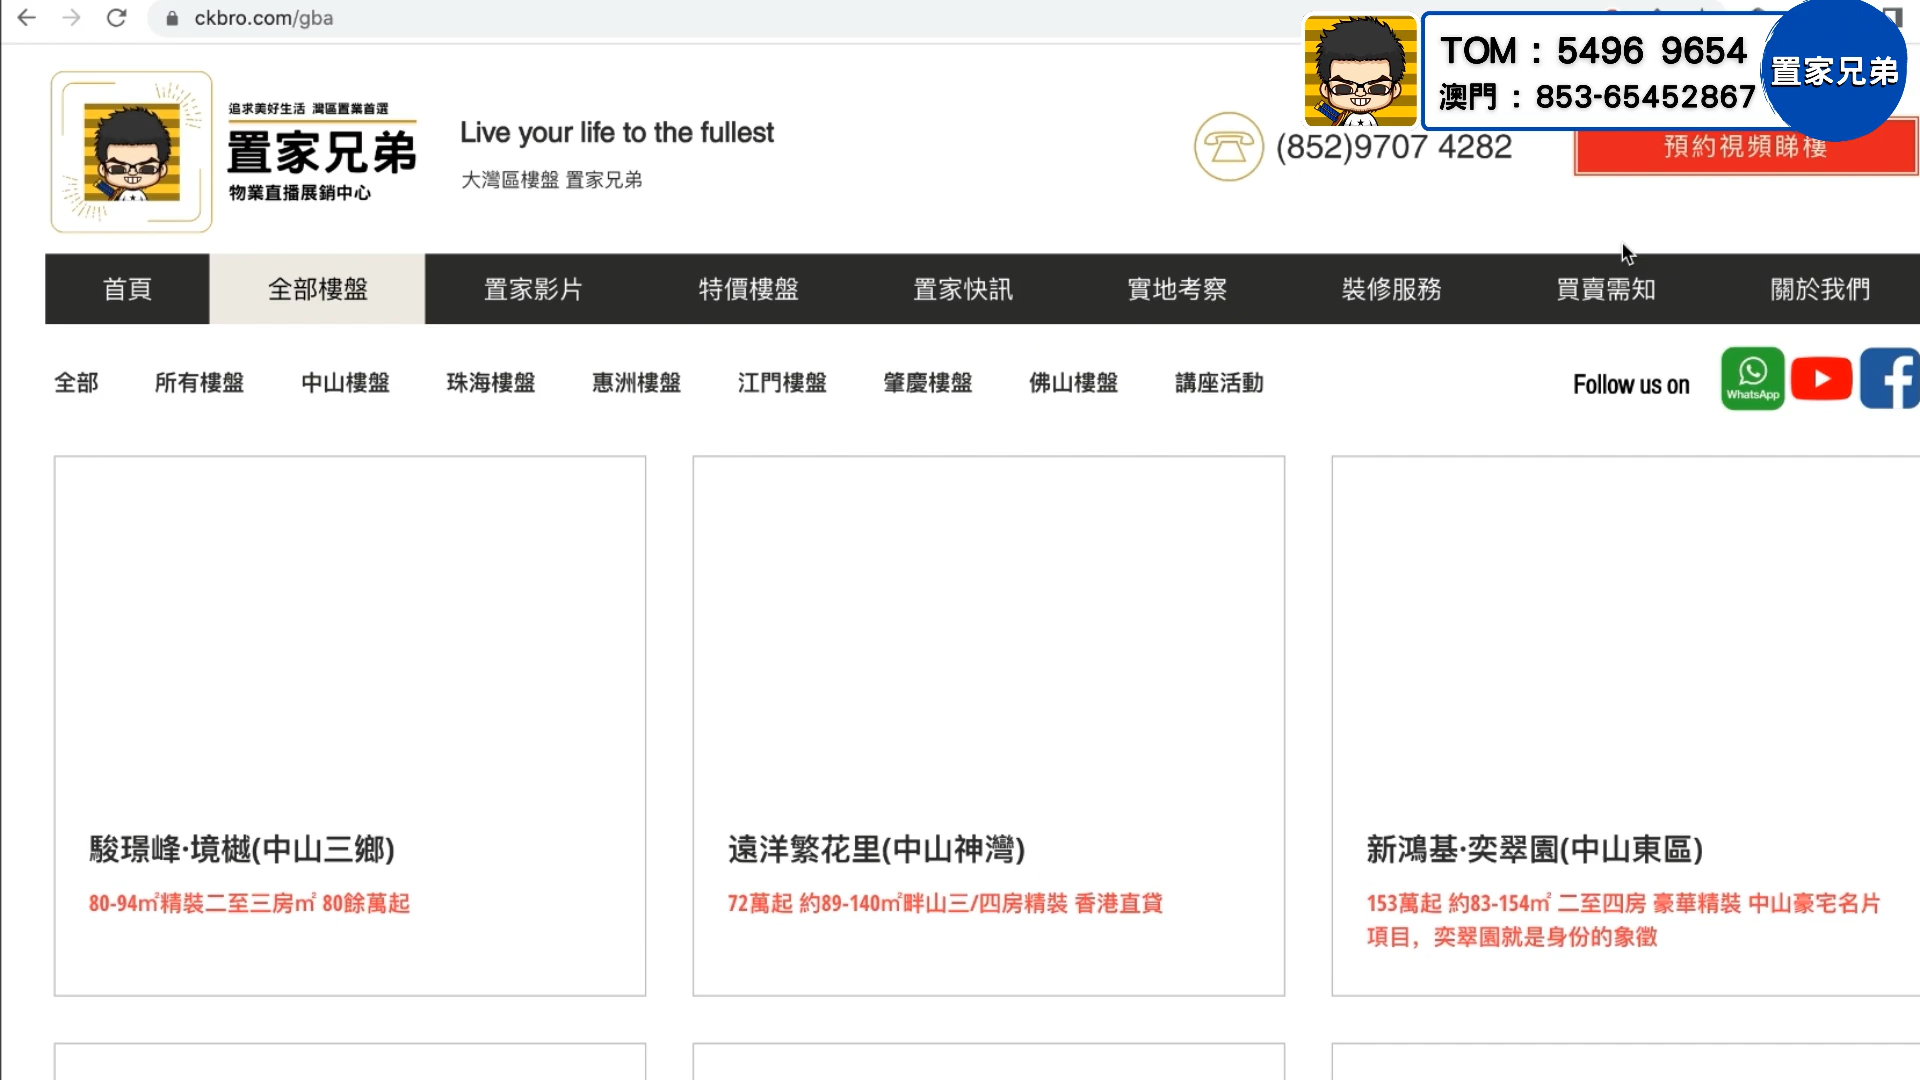 ckbro.com/gba
TOM : 5496 9654
澳門 : 853-65452867
置家兄弟
追求美好生活 灣區置業首選
置家兄弟
物業直播展銷中心
Live your life to the fullest
大灣區樓盤 置家兄弟
(852)9707 4282
預約視頻睇樓
首頁 全部樓盤 置家影片 特價樓盤 置家快訊 實地考察 裝修服務 買賣需知 關於我們
全部 所有樓盤 中山樓盤 珠海樓盤 惠洲樓盤 江門樓盤 肇慶樓盤 佛山樓盤 講座活動
Follow us on
WhatsApp
駿璟峰·境樾(中山三鄉)
80-94㎡精裝二至三房㎡ 80餘萬起
遠洋繁花里(中山神灣)
72萬起 約89-140㎡畔山三/四房精裝 香港直貸
新鴻基·奕翠園(中山東區)
153萬起 約83-154㎡ 二至四房 豪華精裝 中山豪宅名片
項目，奕翠園就是身份的象徵